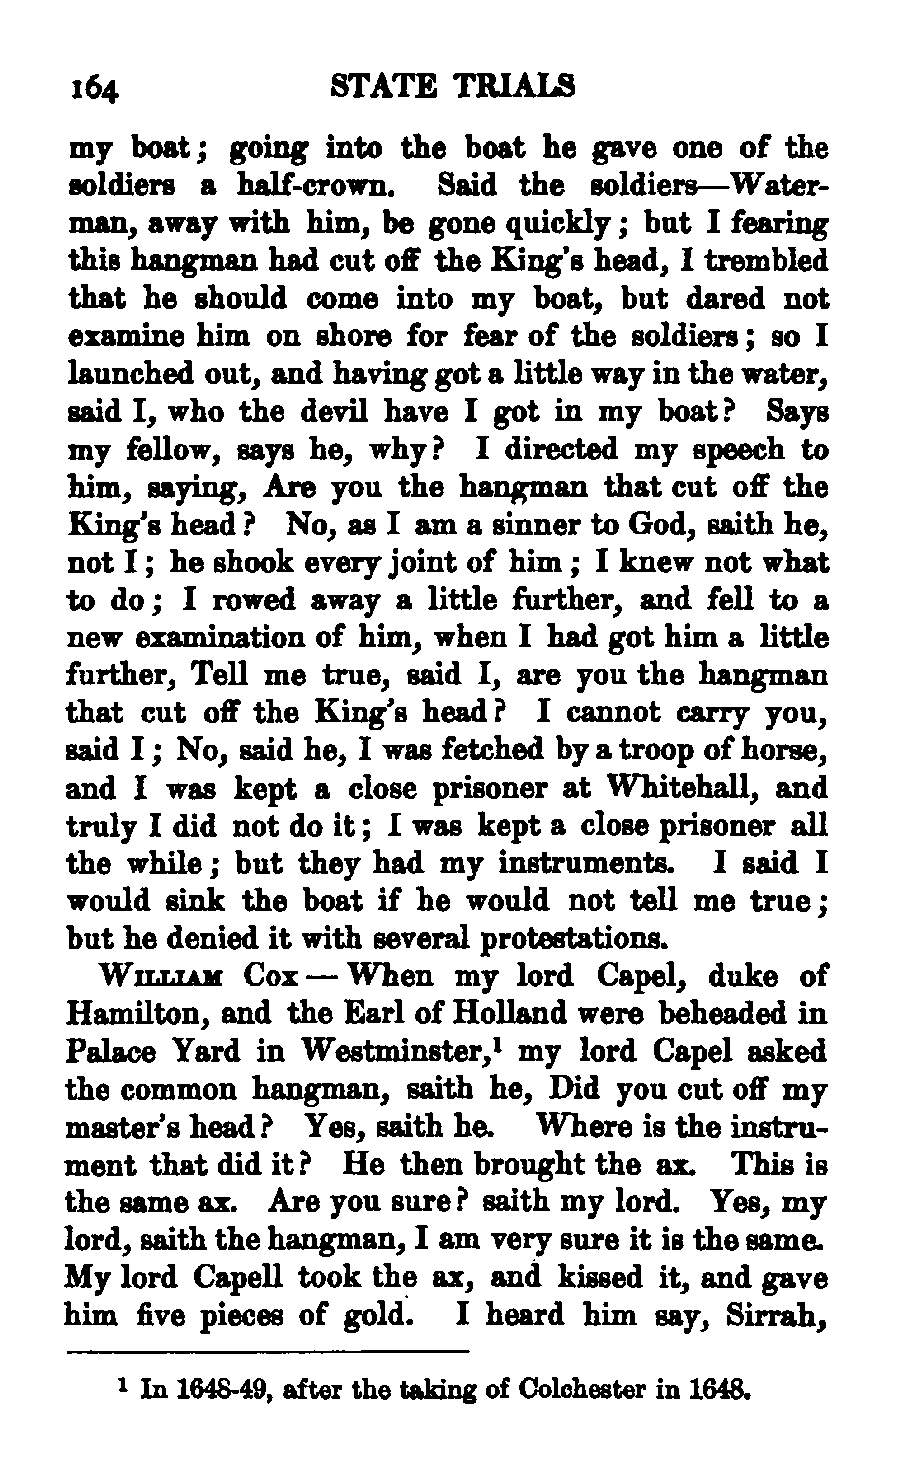 164 STATE TRIALS
my boat; going into the boat he gave one of the
soldiers a half-crown. Said the soldiers—Water-
man, away with him, be gone quickly; but I fearing
this hangman had cut off the King's head, I trembled
that he should come into my boat, but dared not
examine him on shore for fear of the soldiers; so I
launched out, and having got a little way in the water,
said I, who the devil have I got in my boat? Says
my fellow, says he, why? I directed my speech to
him, saying, Are you the hangman that cut off the
King's head? No, as I am a sinner to God, saith he,
not I; he shook every joint of him; I knew not what
to do; I rowed away a little further, and fell to a
new examination of him, when I had got him a little
further, Tell me true, said I, are you the hangman
that cut off the King's head? I cannot carry you,
said I; No, said he, I was fetched by a troop of horse,
and I was kept a close prisoner at Whitehall, and
truly I did not do it; I was kept a close prisoner all
the while; but they had my instruments. I said I
would sink the boat if he would not tell me true;
but he denied it with several protestations.
WILLIAM COX — When my lord Capel, duke of
Hamilton, and the Earl of Holland were beheaded in
Palace Yard in Westminster,¹ my lord Capel asked
the common hangman, saith he, Did you cut off my
master's head? Yes, saith he. Where is the instru-
ment that did it? He then brought the ax. This is
the same ax. Are you sure? saith my lord. Yes, my
lord, saith the hangman, I am very sure it is the same.
My lord Capell took the ax, and kissed it, and gave
him five pieces of gold. I heard him say, Sirrah,
¹ In 1648-49, after the taking of Colchester in 1648.